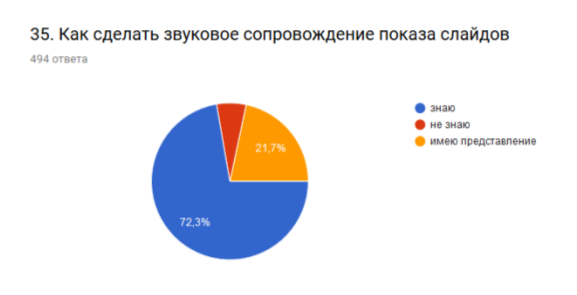 35. Как сделать звуковое сопровождение показа слайдов
494 ответа
знаю
не знаю
имею представление
21,7%
72,3%